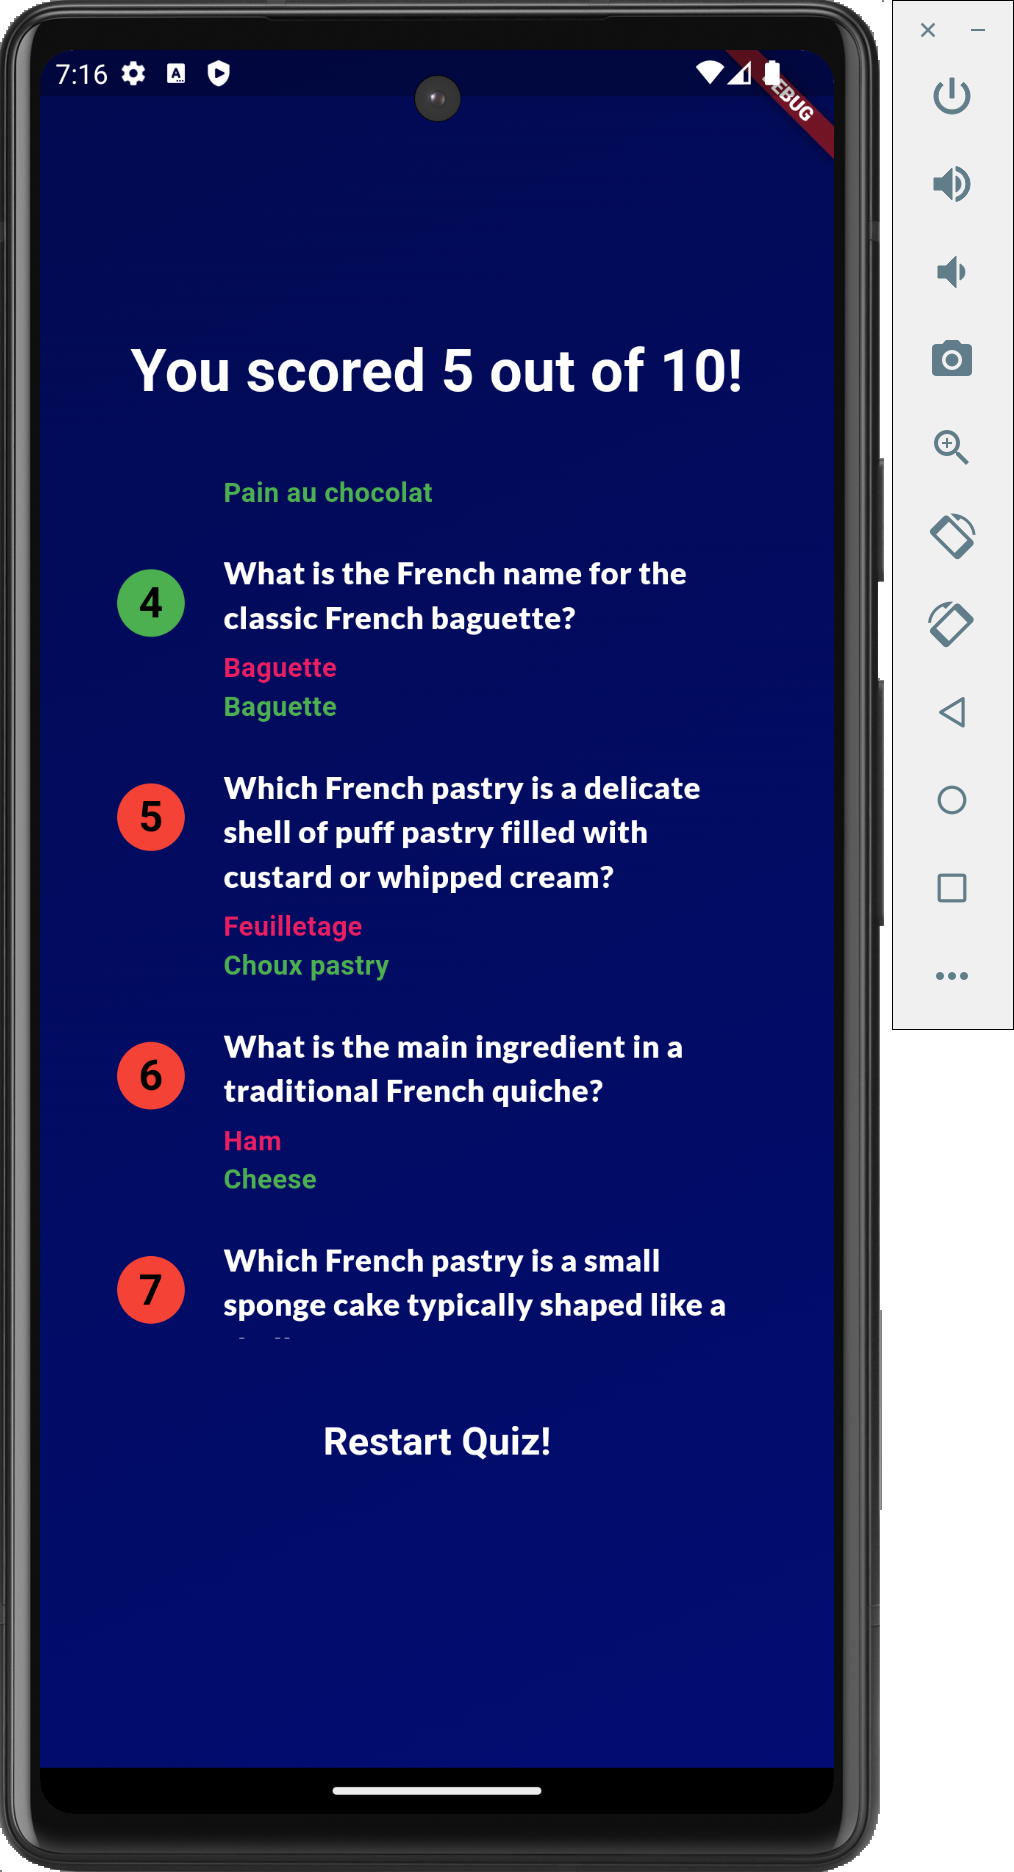 7:16
A
DEBUG
You scored 5 out of 10!
Pain au chocolat
4
What is the French name for the
classic French baguette?
Baguette
Baguette
5
Which French pastry is a delicate
shell of puff pastry filled with
custard or whipped cream?
Feuilletage
Choux pastry
6
What is the main ingredient in a
traditional French quiche?
Ham
Cheese
7
Which French pastry is a small
sponge cake typically shaped like a
Restart Quiz!